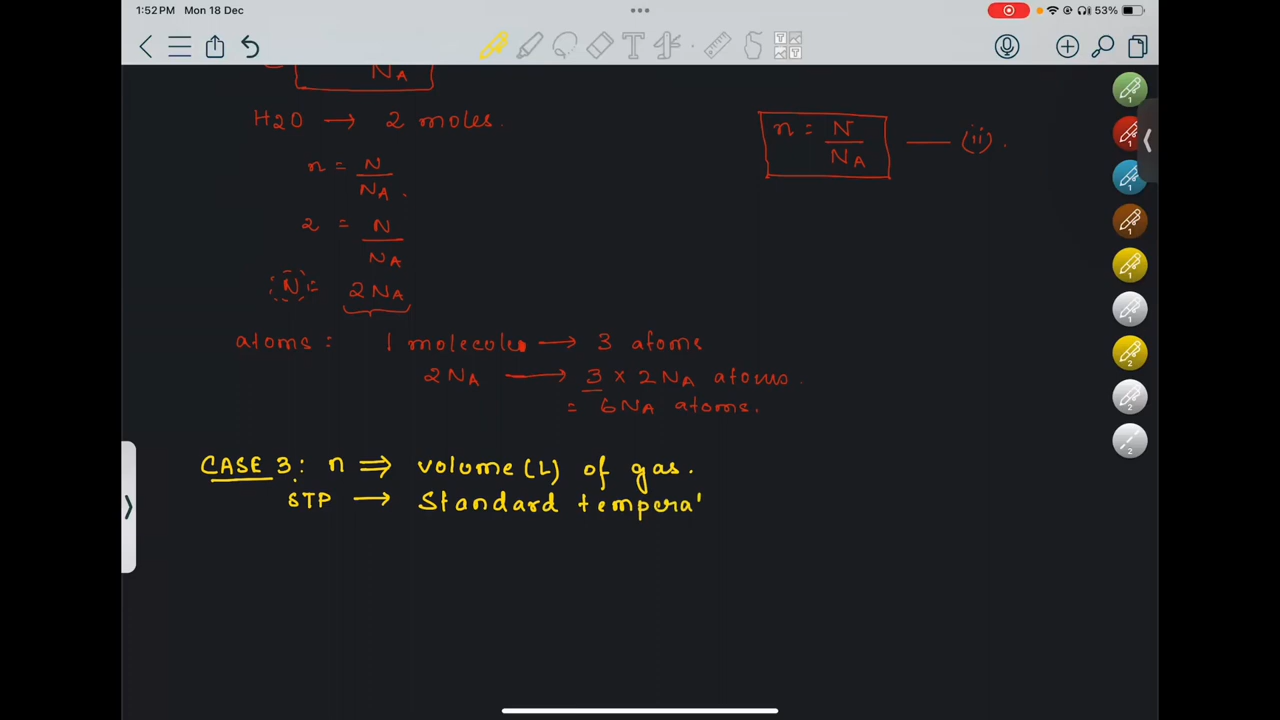 1:52 PM Mon 18 Dec
53%
NA
H2O → 2 moles.
n = N/NA ——(ii).
n = N/NA.
2 = N/NA
N = 2NA
atoms : 1 molecule → 3 atoms
2NA → 3 × 2NA atoms.
= 6NA atoms.
CASE 3: n ⇒ volume(L) of gas.
STP → Standard tempera'